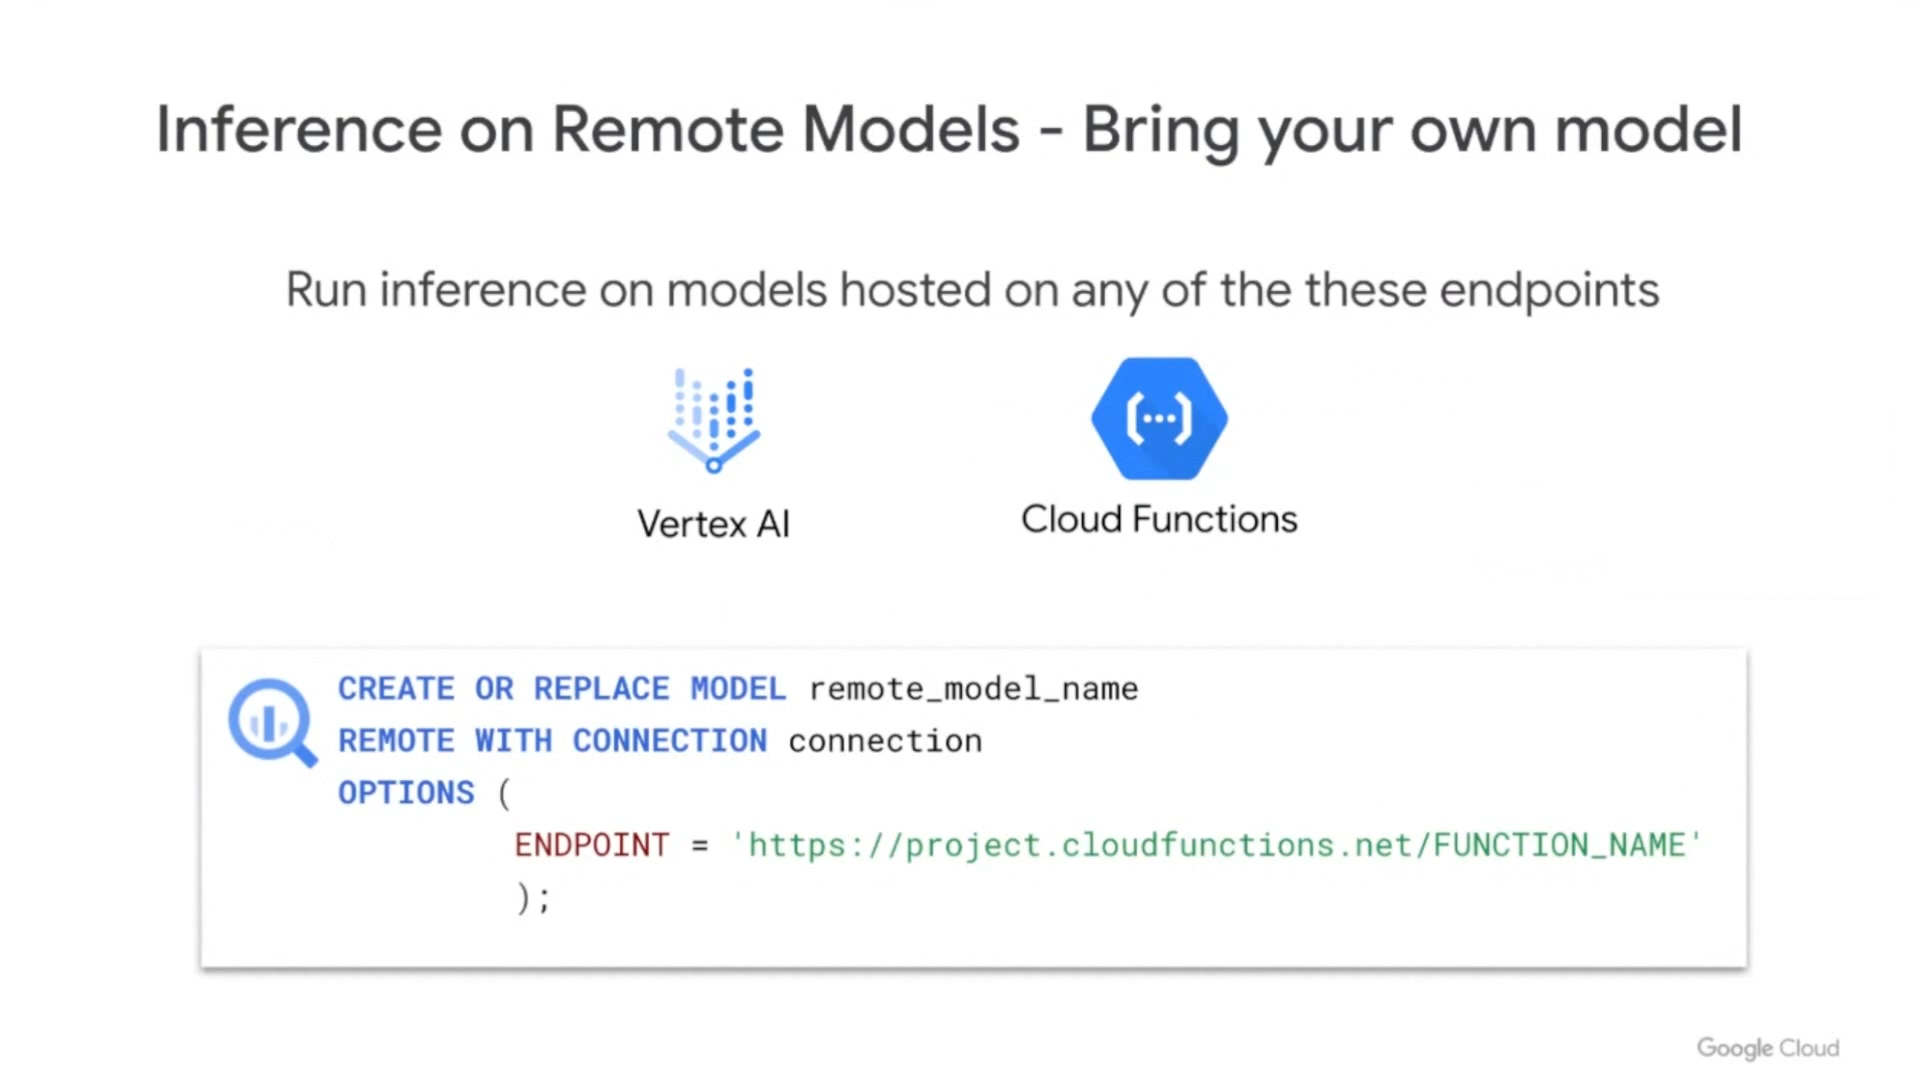 Inference on Remote Models - Bring your own model
Run inference on models hosted on any of the these endpoints
Vertex AI
Cloud Functions
CREATE OR REPLACE MODEL remote_model_name
REMOTE WITH CONNECTION connection
OPTIONS (
ENDPOINT = 'https://project.cloudfunctions.net/FUNCTION_NAME'
);
Google Cloud